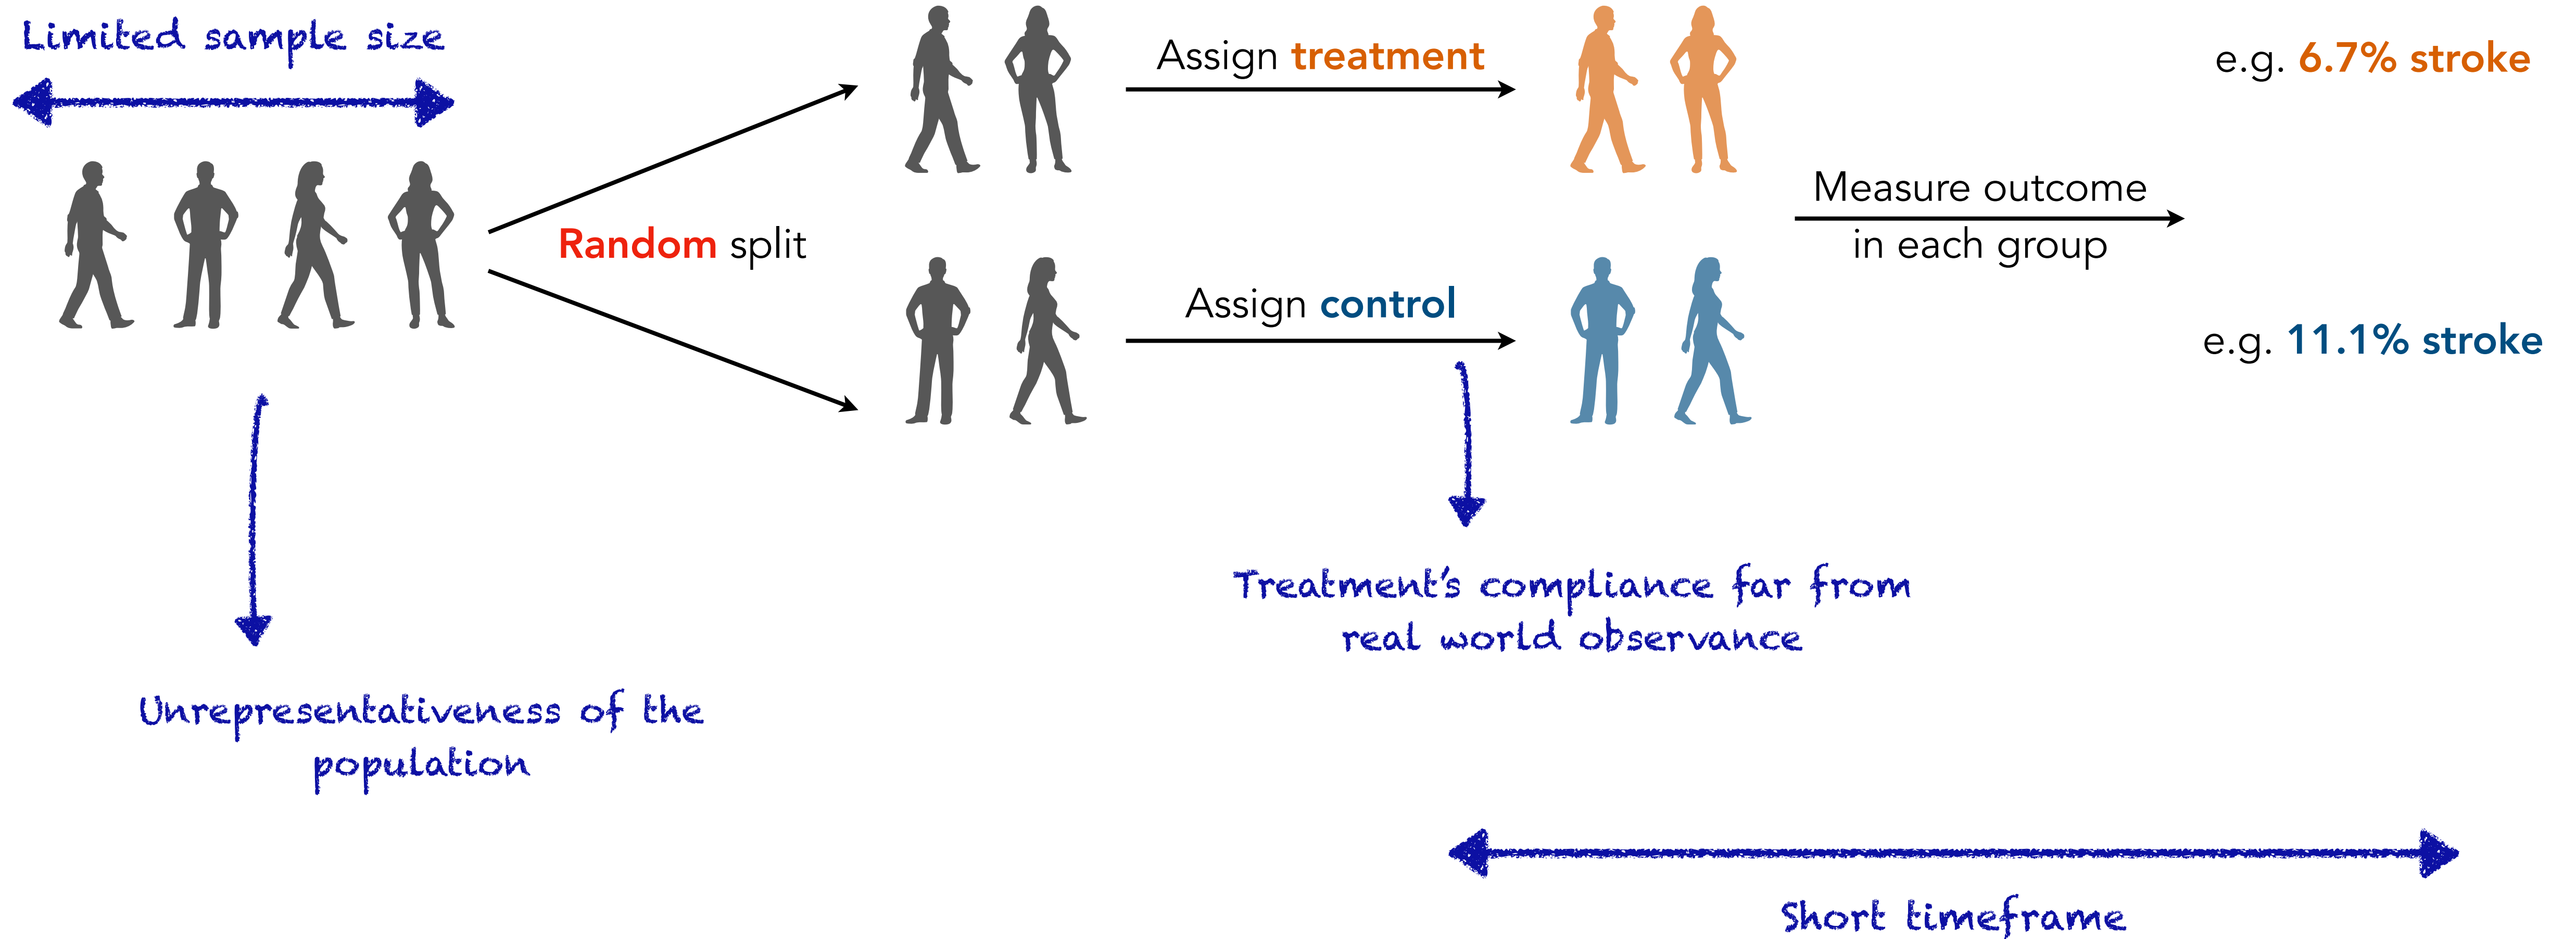 Limited sample size
Random split
Assign treatment
Assign control
Measure outcome
in each group
e.g. 6.7% stroke
e.g. 11.1% stroke
Unrepresentativeness of the
population
Treatment's compliance far from
real world observance
Short timeframe